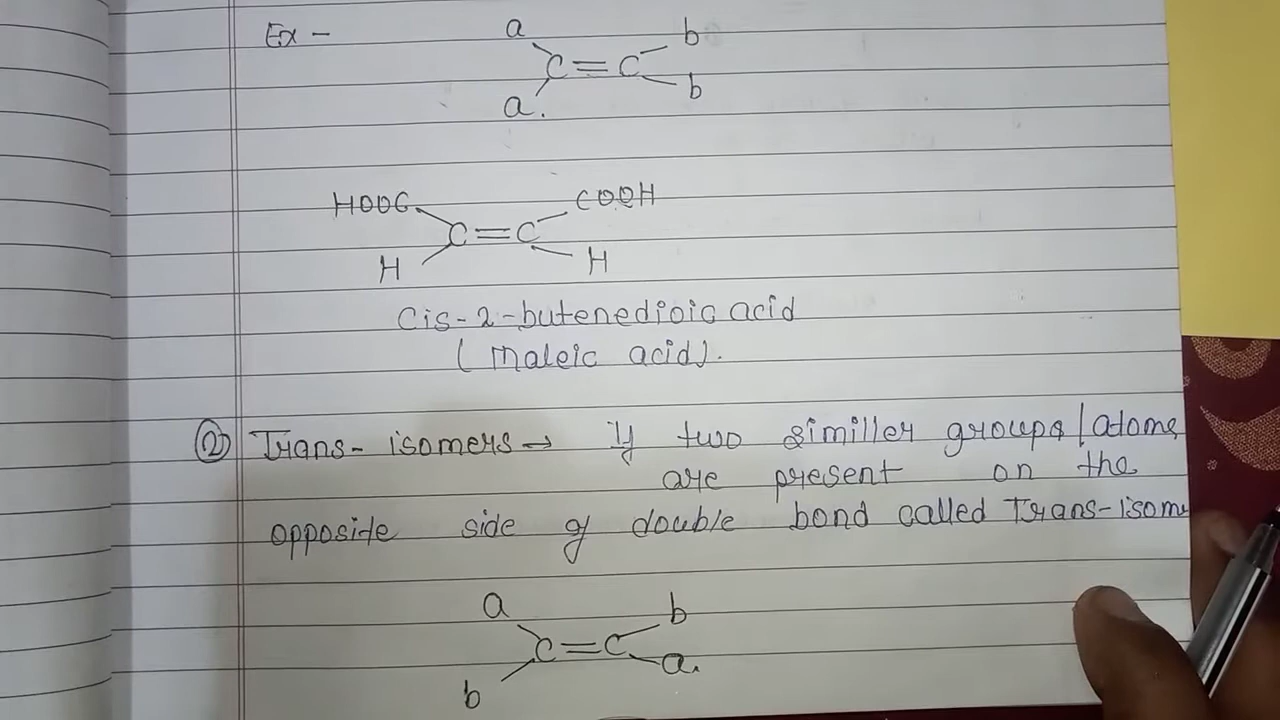 Ex -
a b
C=C
a. b
HOOC COOH
C=C
H H
Cis-2-butenedioic acid
(Maleic acid).
② Trans-isomers → If two similler groups/atoms
are present on the
opposite side of double bond called Trans-isom
a b
C=C
b a.